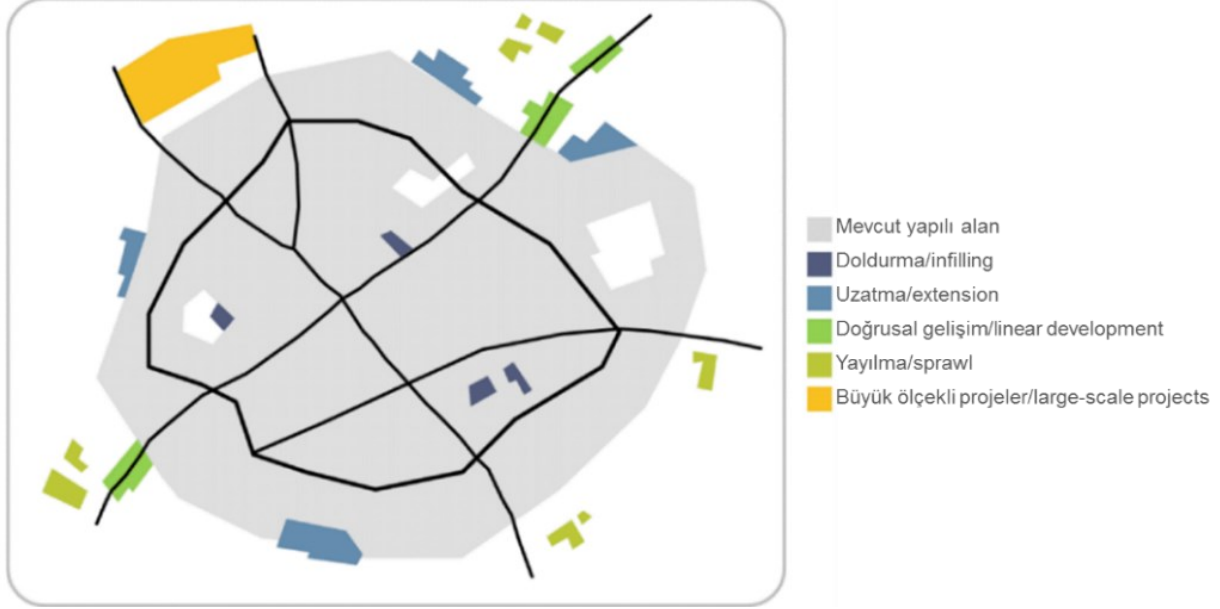 Mevcut yapılı alan
Doldurma/infilling
Uzatma/extension
Doğrusal gelişim/linear development
Yayılma/sprawl
Büyük ölçekli projeler/large-scale projects